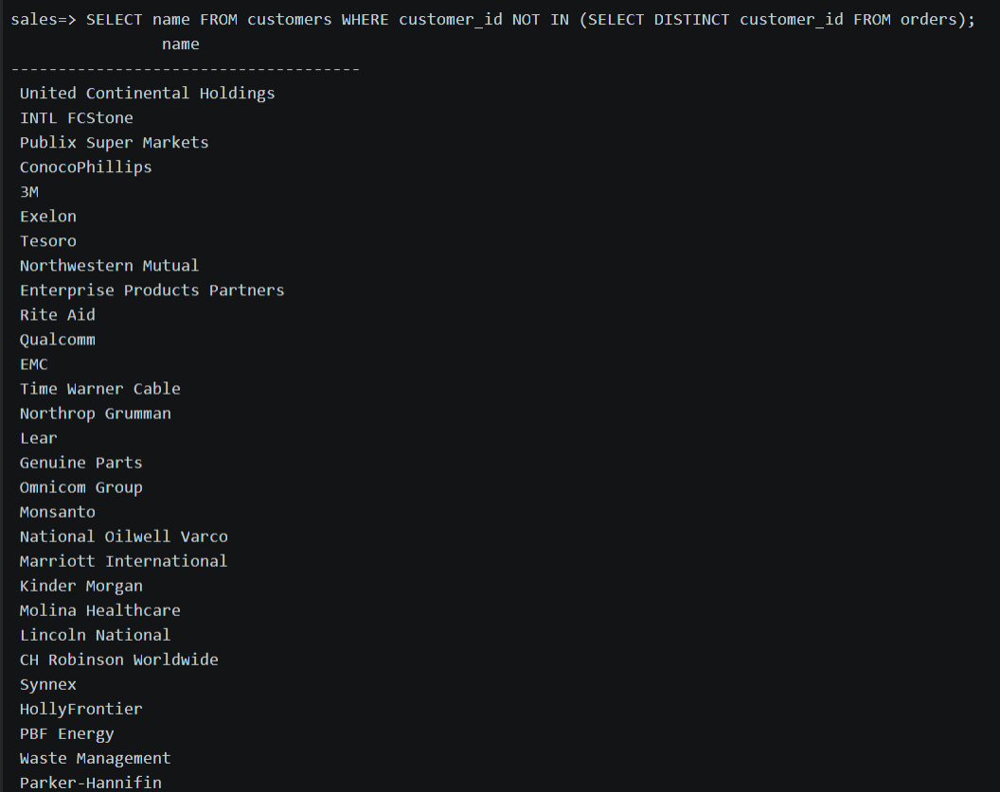 sales=> SELECT name FROM customers WHERE customer_id NOT IN (SELECT DISTINCT customer_id FROM orders);
name
-------------------------------------
United Continental Holdings
INTL FCStone
Publix Super Markets
ConocoPhillips
3M
Exelon
Tesoro
Northwestern Mutual
Enterprise Products Partners
Rite Aid
Qualcomm
EMC
Time Warner Cable
Northrop Grumman
Lear
Genuine Parts
Omnicom Group
Monsanto
National Oilwell Varco
Marriott International
Kinder Morgan
Molina Healthcare
Lincoln National
CH Robinson Worldwide
Synnex
HollyFrontier
PBF Energy
Waste Management
Parker-Hannifin